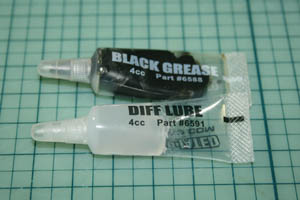 BLACK GREASE
4cc Part #6588
DIFF LUBE
4cc Part #6591